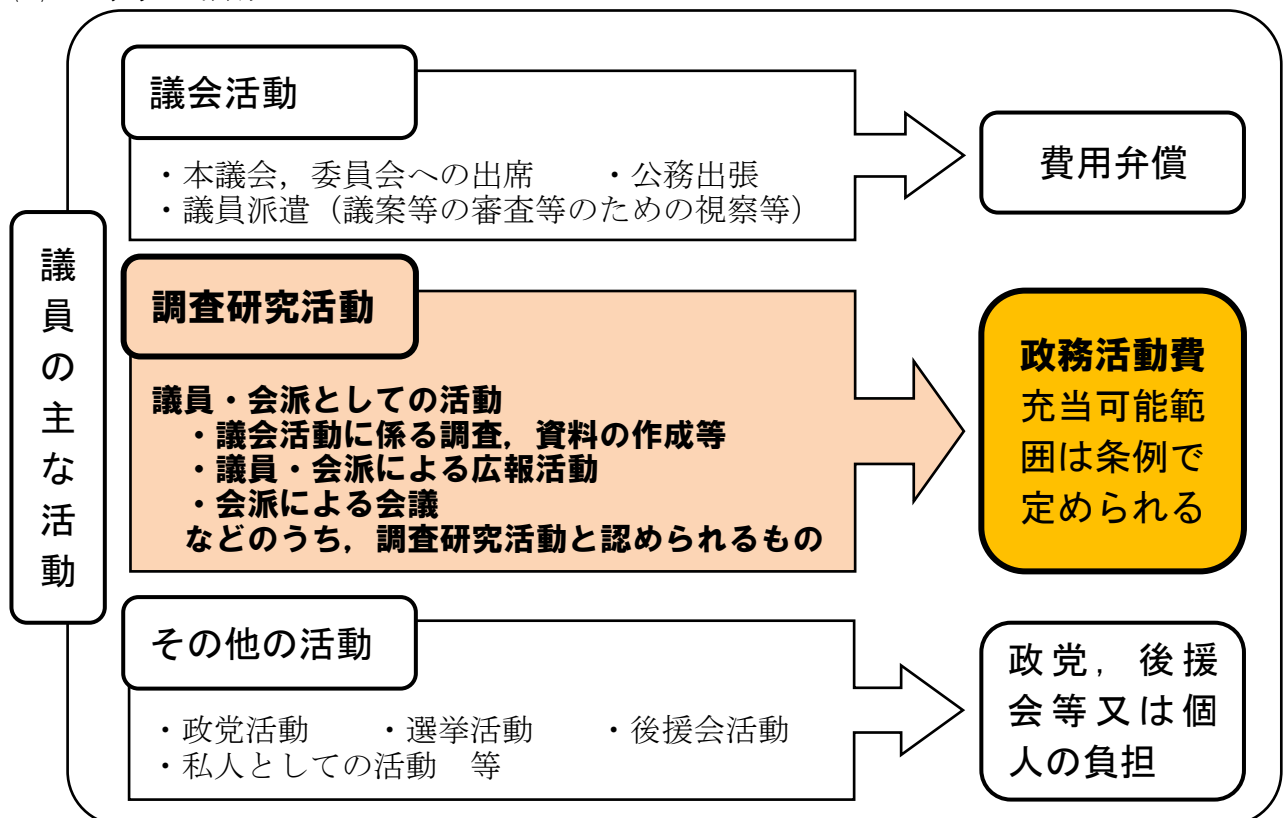 議員の主な活動
議会活動
・本議会，委員会への出席　　・公務出張
・議員派遣（議案等の審査等のための視察等）
費用弁償
調査研究活動
議員・会派としての活動
・議会活動に係る調査，資料の作成等
・議員・会派による広報活動
・会派による会議
などのうち，調査研究活動と認められるもの
政務活動費
充当可能範
囲は条例で
定められる
その他の活動
・政党活動　　・選挙活動　　・後援会活動
・私人としての活動　等
政党，後援
会等又は個
人の負担